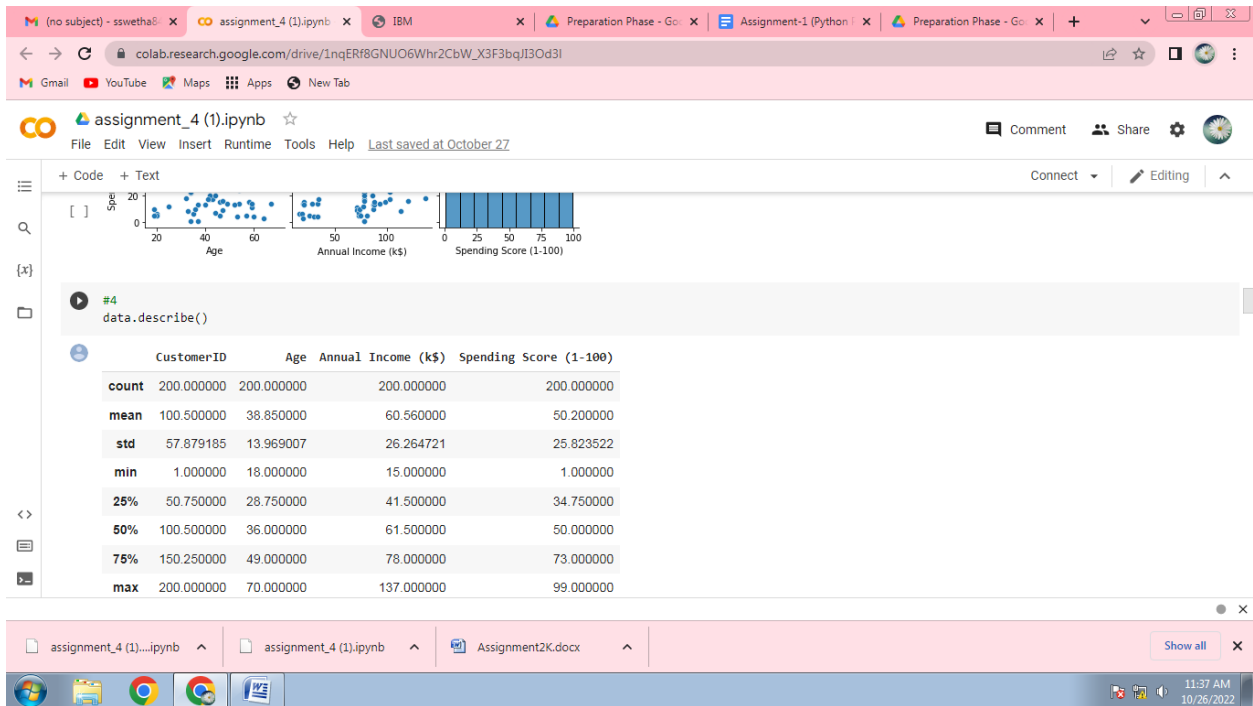 (no subject) - sswetha8
assignment_4 (1).ipynb
IBM
Preparation Phase - Goo
Assignment-1 (Python
Preparation Phase - Goo
colab.research.google.com/drive/1nqERf8GNUO6Whr2CbW_X3F3bqJI3Od3I
Gmail YouTube Maps Apps New Tab
assignment_4 (1).ipynb
Comment Share
File Edit View Insert Runtime Tools Help Last saved at October 27
+ Code + Text
Connect Editing
[ ]
Spe
20
0
20 40 60
50 100
0 25 50 75 100
Age
Annual Income (k$)
Spending Score (1-100)
{x}
#4
data.describe()
CustomerID Age Annual Income (k$) Spending Score (1-100)
count 200.000000 200.000000 200.000000 200.000000
mean 100.500000 38.850000 60.560000 50.200000
std 57.879185 13.969007 26.264721 25.823522
min 1.000000 18.000000 15.000000 1.000000
25% 50.750000 28.750000 41.500000 34.750000
50% 100.500000 36.000000 61.500000 50.000000
75% 150.250000 49.000000 78.000000 73.000000
max 200.000000 70.000000 137.000000 99.000000
assignment_4 (1)....ipynb
assignment_4 (1).ipynb
Assignment2K.docx
Show all
11:37 AM
10/26/2022